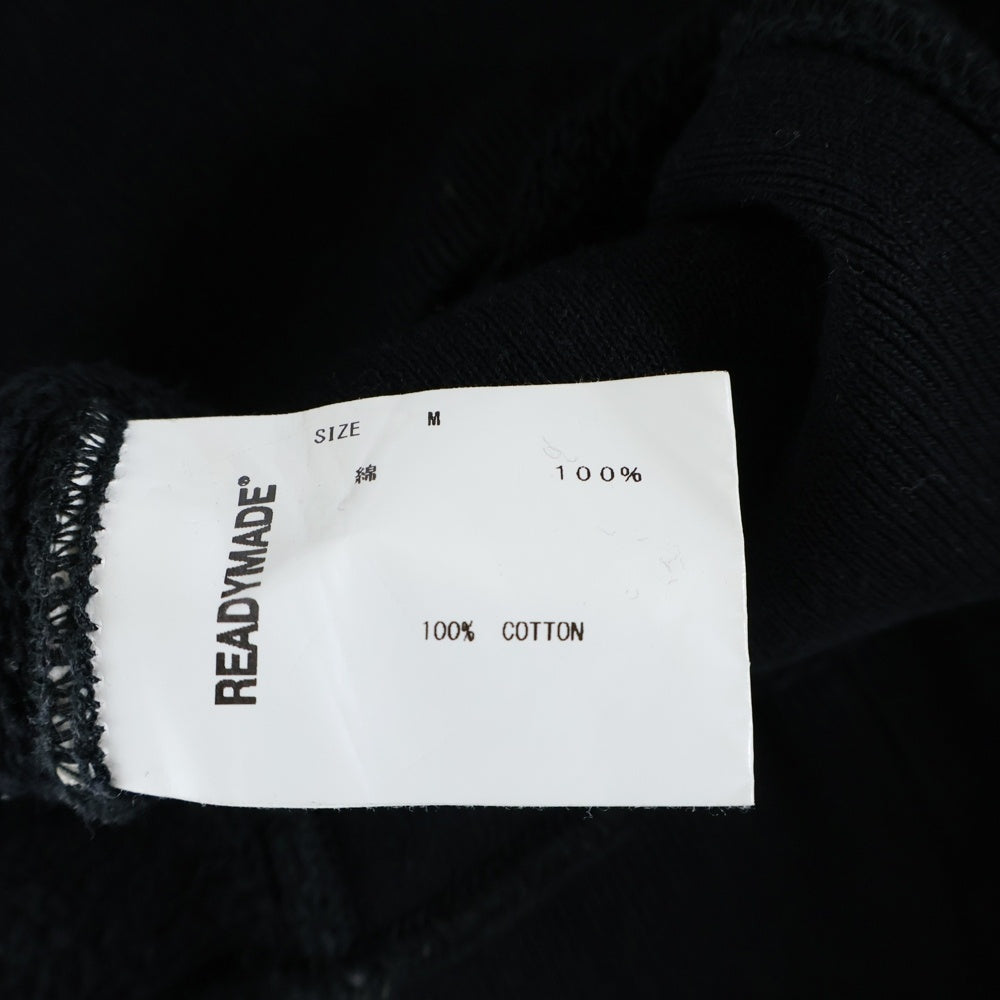 SIZE M
綿 100%
100% COTTON
READYMADE®